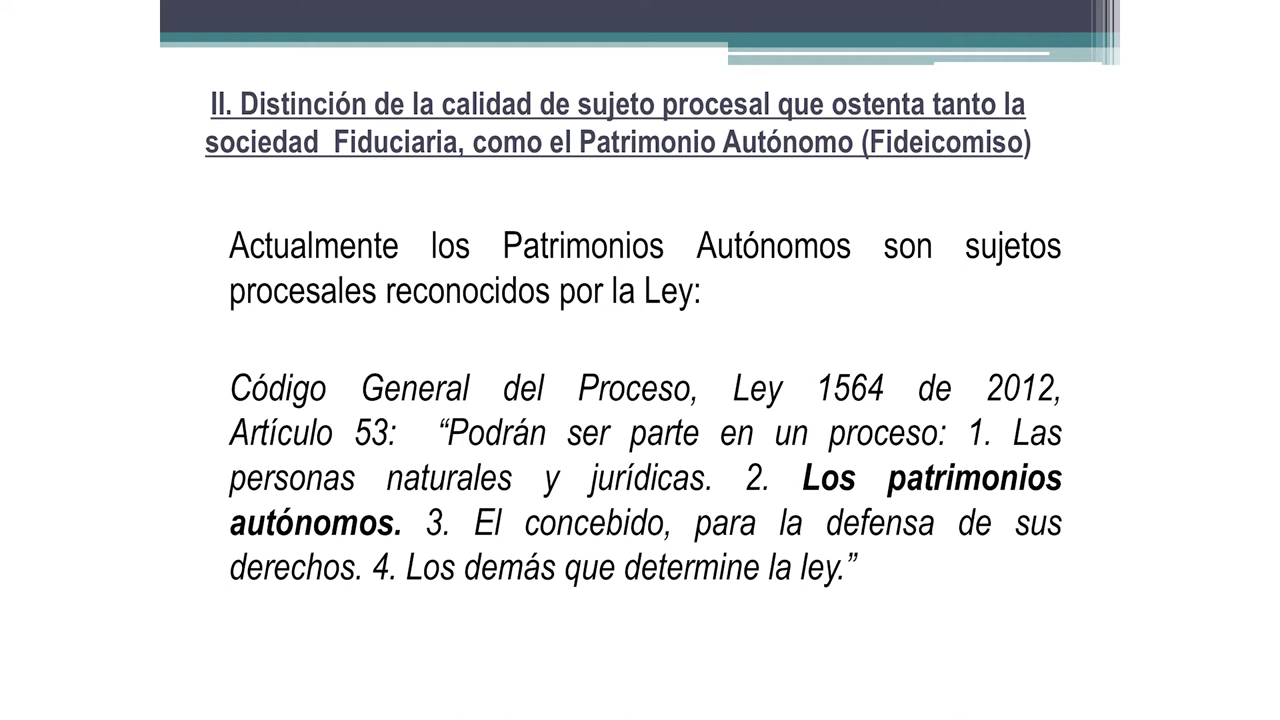 II. Distinción de la calidad de sujeto procesal que ostenta tanto la
sociedad  Fiduciaria, como el Patrimonio Autónomo (Fideicomiso)
Actualmente los Patrimonios Autónomos son sujetos
procesales reconocidos por la Ley:
Código General del Proceso, Ley 1564 de 2012,
Artículo 53:  “Podrán ser parte en un proceso: 1. Las
personas naturales y jurídicas. 2. Los patrimonios
autónomos. 3. El concebido, para la defensa de sus
derechos. 4. Los demás que determine la ley.”